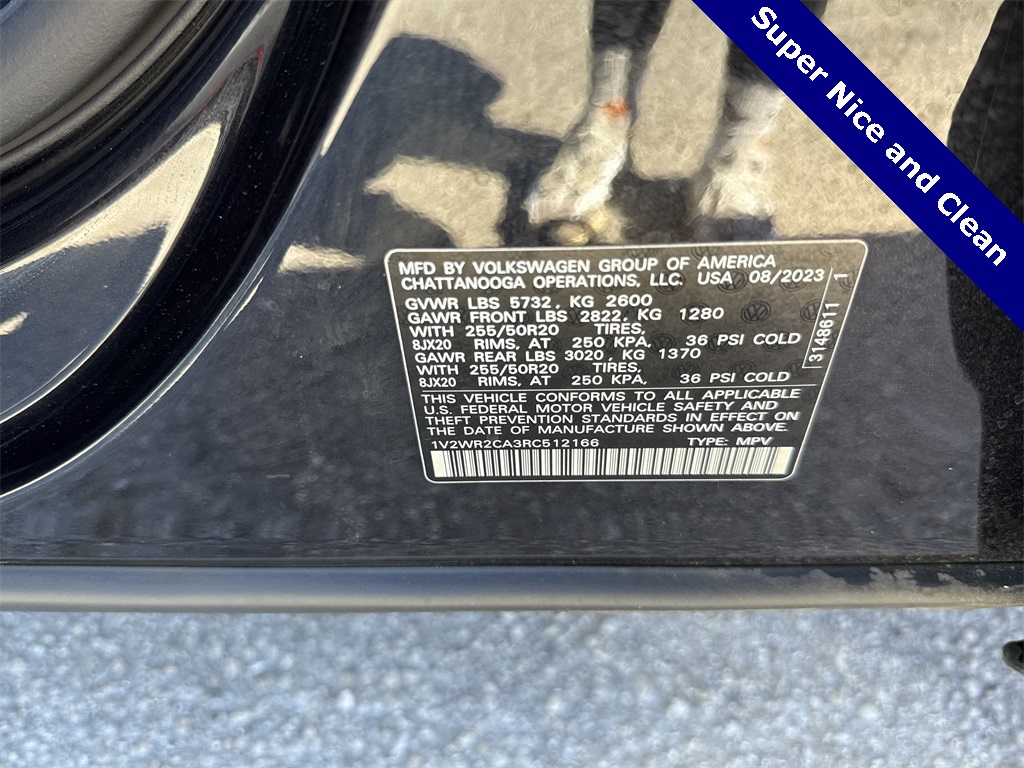 Super Nice and Clean
MFD BY VOLKSWAGEN GROUP OF AMERICA
CHATTANOOGA OPERATIONS, LLC. USA 08/2023
GVWR LBS 5732, KG 2600
GAWR FRONT LBS 2822, KG 1280
WITH 255/50R20 TIRES,
8JX20 RIMS, AT 250 KPA, 36 PSI COLD
GAWR REAR LBS 3020, KG 1370
WITH 255/50R20 TIRES,
8JX20 RIMS, AT 250 KPA, 36 PSI COLD
THIS VEHICLE CONFORMS TO ALL APPLICABLE
U.S. FEDERAL MOTOR VEHICLE SAFETY AND
THEFT PREVENTION STANDARDS IN EFFECT ON
THE DATE OF MANUFACTURE SHOWN ABOVE.
1V2WR2CA3RC512166 TYPE: MPV
3148611 1